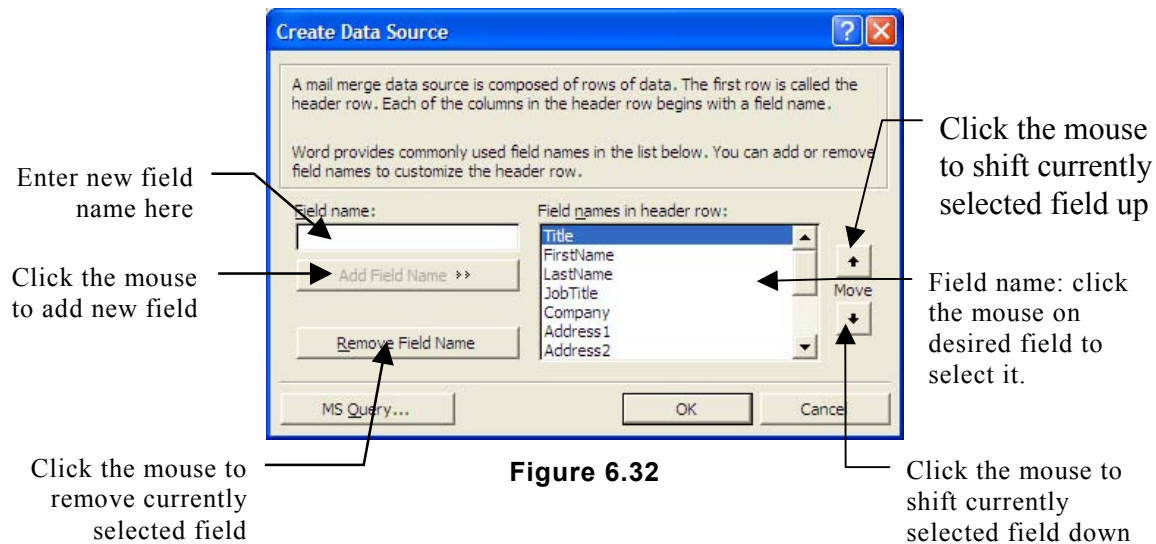 Create Data Source
A mail merge data source is composed of rows of data. The first row is called the
header row. Each of the columns in the header row begins with a field name.
Word provides commonly used field names in the list below. You can add or remove
field names to customize the header row.
Enter new field
name here
Click the mouse
to add new field
Field name:
Add Field Name
Remove Field Name
Field names in header row:
Title
FirstName
LastName
JobTitle
Company
Address1
Address2
Move
Click the mouse
to shift currently
selected field up
Field name: click
the mouse on
desired field to
select it.
MS Query...
OK
Cancel
Click the mouse to
remove currently
selected field
Figure 6.32
Click the mouse to
shift currently
selected field down